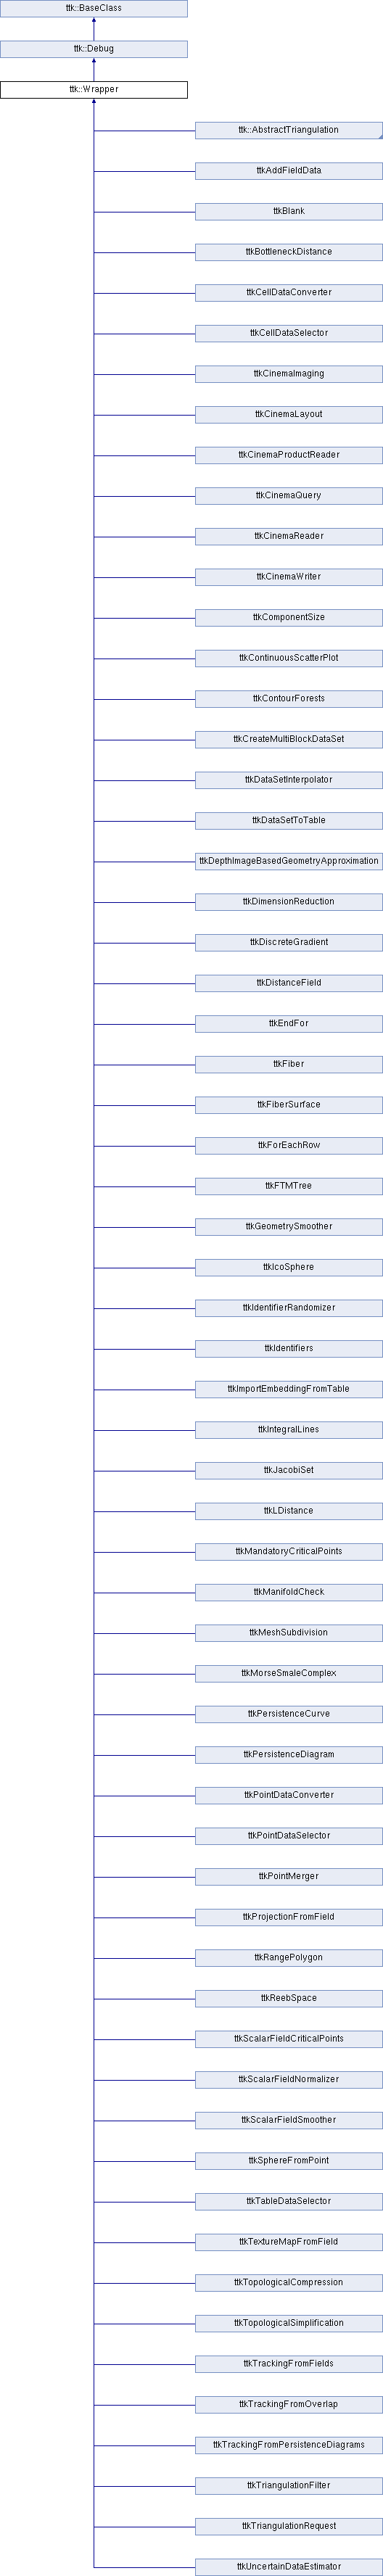 ttk::BaseClass
ttk::Debug
ttk::Wrapper
ttk::AbstractTriangulation
ttkAddFieldData
ttkBlank
ttkBottleneckDistance
ttkCellDataConverter
ttkCellDataSelector
ttkCinemaImaging
ttkCinemaLayout
ttkCinemaProductReader
ttkCinemaQuery
ttkCinemaReader
ttkCinemaWriter
ttkComponentSize
ttkContinuousScatterPlot
ttkContourForests
ttkCreateMultiBlockDataSet
ttkDataSetInterpolator
ttkDataSetToTable
ttkDepthImageBasedGeometryApproximation
ttkDimensionReduction
ttkDiscreteGradient
ttkDistanceField
ttkEndFor
ttkFiber
ttkFiberSurface
ttkForEachRow
ttkFTMTree
ttkGeometrySmoother
ttkIcoSphere
ttkIdentifierRandomizer
ttkIdentifiers
ttkImportEmbeddingFromTable
ttkIntegralLines
ttkJacobiSet
ttkLDistance
ttkMandatoryCriticalPoints
ttkManifoldCheck
ttkMeshSubdivision
ttkMorseSmaleComplex
ttkPersistenceCurve
ttkPersistenceDiagram
ttkPointDataConverter
ttkPointDataSelector
ttkPointMerger
ttkProjectionFromField
ttkRangePolygon
ttkReebSpace
ttkScalarFieldCriticalPoints
ttkScalarFieldNormalizer
ttkScalarFieldSmoother
ttkSphereFromPoint
ttkTableDataSelector
ttkTextureMapFromField
ttkTopologicalCompression
ttkTopologicalSimplification
ttkTrackingFromFields
ttkTrackingFromOverlap
ttkTrackingFromPersistenceDiagrams
ttkTriangulationFilter
ttkTriangulationRequest
ttkUncertainDataEstimator